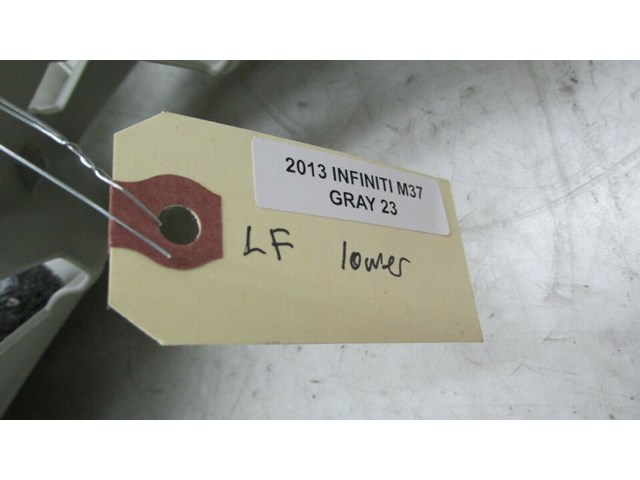 2013 INFINITI M37
GRAY 23
LF lower